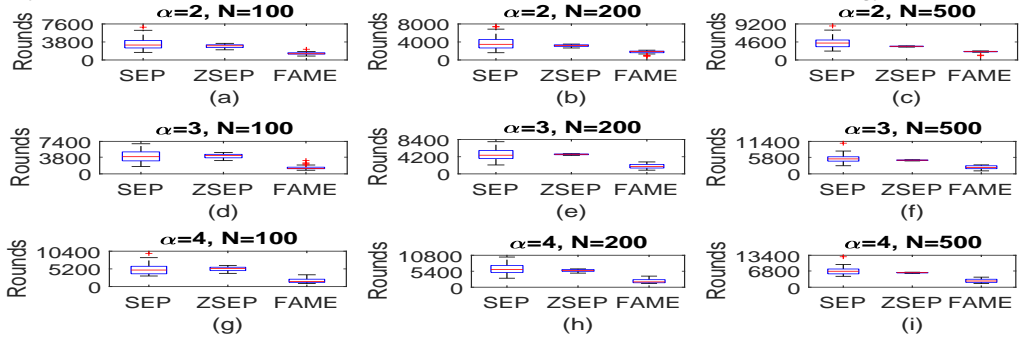 α=2, N=100
7600
3800
0
Rounds
SEP ZSEP FAME
(a)
α=2, N=200
8000
4000
0
Rounds
SEP ZSEP FAME
(b)
α=2, N=500
9200
4600
0
Rounds
SEP ZSEP FAME
(c)
α=3, N=100
7400
3800
0
Rounds
SEP ZSEP FAME
(d)
α=3, N=200
8400
4200
0
Rounds
SEP ZSEP FAME
(e)
α=3, N=500
11400
5800
0
Rounds
SEP ZSEP FAME
(f)
α=4, N=100
10400
5200
0
Rounds
SEP ZSEP FAME
(g)
α=4, N=200
10800
5400
0
Rounds
SEP ZSEP FAME
(h)
α=4, N=500
13400
6800
0
Rounds
SEP ZSEP FAME
(i)